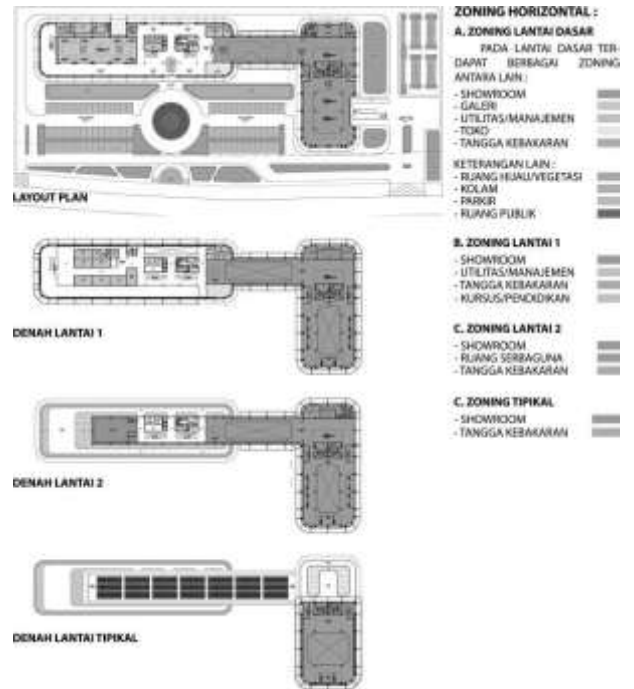 ZONING HORIZONTAL :
A. ZONING LANTAI DASAR
PADA LANTAI DASAR TER-
DAPAT BERBAGAI ZONING
ANTARA LAIN :
- SHOWROOM
- GALERI
- UTILITAS/MANAJEMEN
- TOKO
- TANGGA KEBAKARAN
KETERANGAN LAIN :
- RUANG HIJAU/VEGETASI
- KOLAM
- PARKIR
- RUANG PUBLIK
LAYOUT PLAN
B. ZONING LANTAI 1
- SHOWROOM
- UTILITAS/MANAJEMEN
- TANGGA KEBAKARAN
- KURSUS/PENDIDIKAN
DENAH LANTAI 1
C. ZONING LANTAI 2
- SHOWROOM
- RUANG SERBAGUNA
- TANGGA KEBAKARAN
C. ZONING TIPIKAL
- SHOWROOM
- TANGGA KEBAKARAN
DENAH LANTAI 2
DENAH LANTAI TIPIKAL